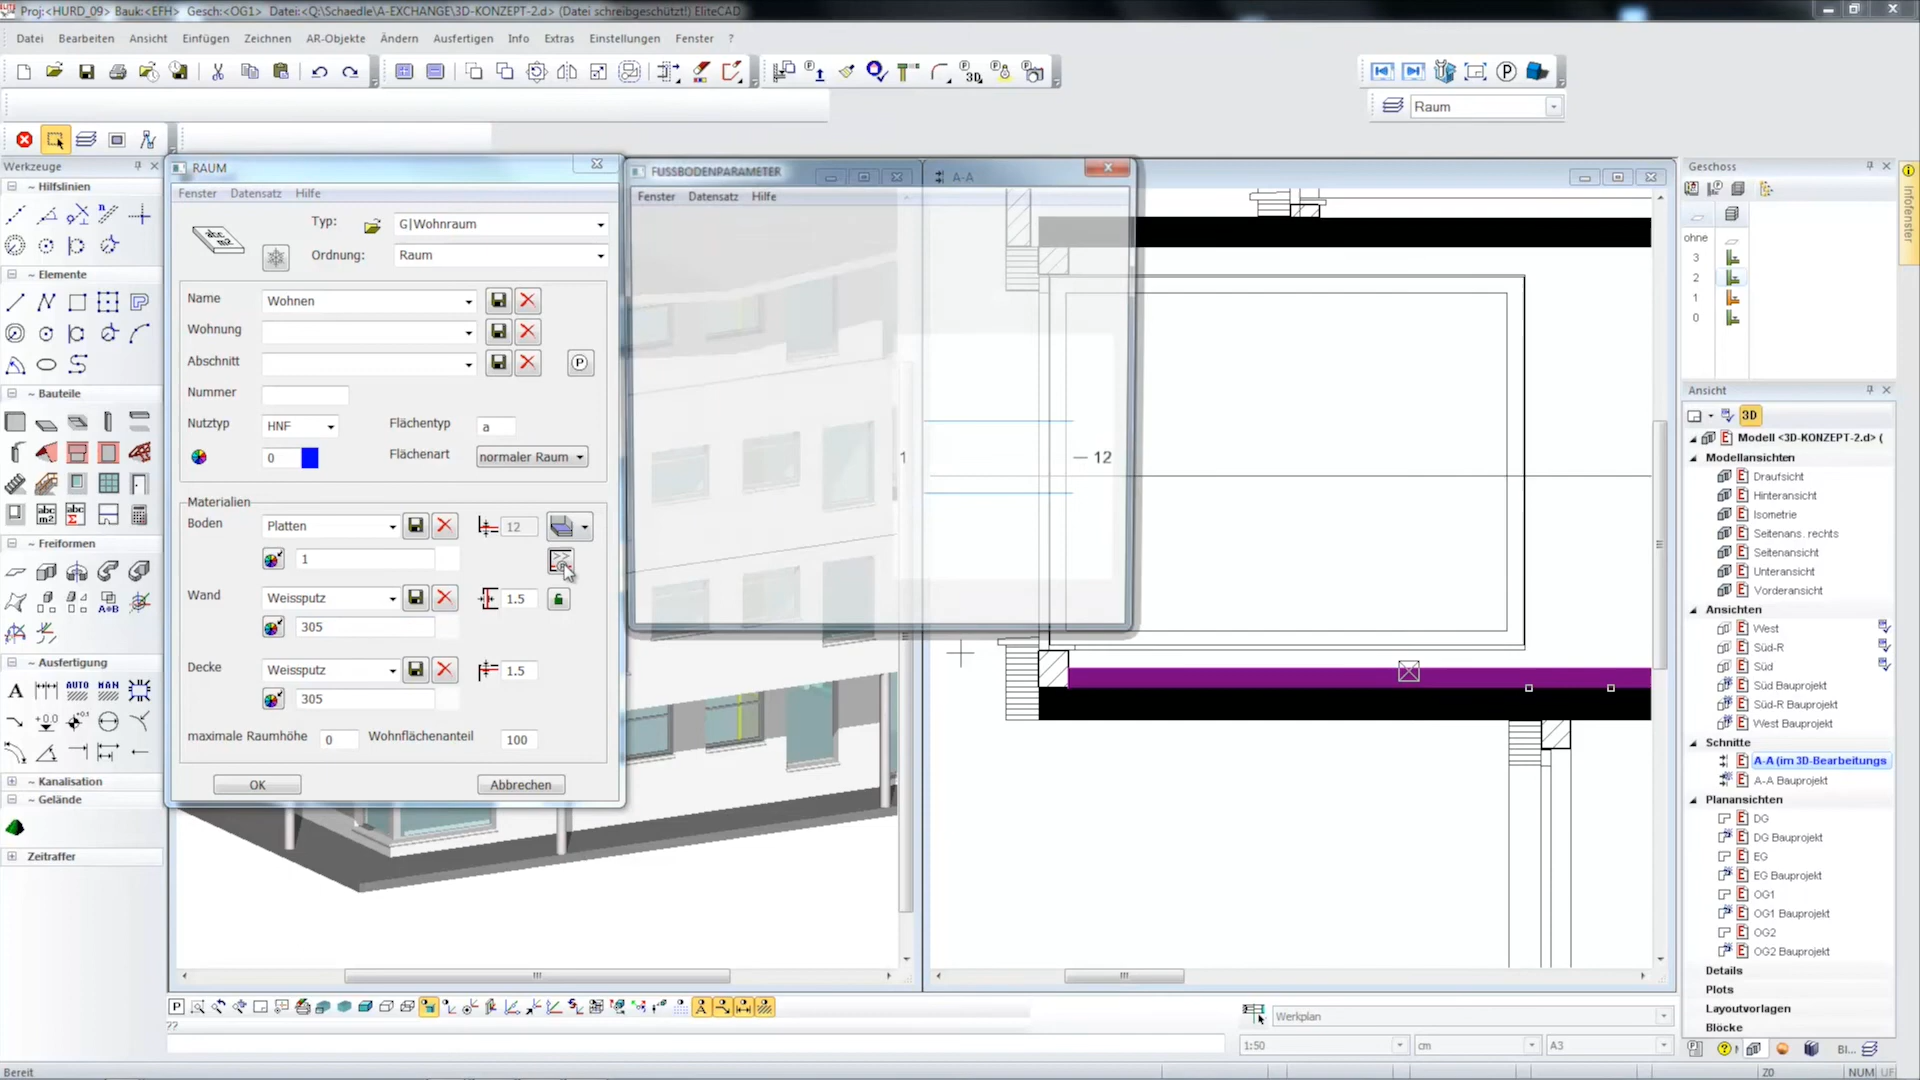 Proj:<HURD_09> Bauk:<EFH> Gesch:<OG1> Datei:<Q:\Schaedle\A-EXCHANGE\3D-KONZEPT-2.d> (Datei schreibgeschützt!) EliteCAD
Datei Bearbeiten Ansicht Einfügen Zeichnen AR-Objekte Ändern Ausfertigen Info Extras Einstellungen Fenster ?
Raum
Werkzeuge
~ Hilfslinien
~ Elemente
~ Bauteile
~ Freiformen
~ Ausfertigung
AUTO MAN
~ Kanalisation
~ Gelände
Zeitraffer
RAUM
Fenster Datensatz Hilfe
Typ: G|Wohnraum
Ordnung: Raum
Name Wohnen
Wohnung
Abschnitt
Nummer
Nutztyp HNF Flächentyp a
0 Flächenart normaler Raum
Materialien
Boden Platten 12
1
Wand Weissputz 1.5
305
Decke Weissputz 1.5
305
maximale Raumhöhe 0 Wohnflächenanteil 100
OK Abbrechen
FUSSBODENPARAMETER
Fenster Datensatz Hilfe
A-A
1
12
Geschoss
ohne
3
2
1
0
Infofenster
Ansicht
3D
Modell <3D-KONZEPT-2.d> (
Modellansichten
Draufsicht
Hinteransicht
Isometrie
Seitenans. rechts
Seitenansicht
Unteransicht
Vorderansicht
Ansichten
West
Süd-R
Süd
Süd Bauprojekt
Süd-R Bauprojekt
West Bauprojekt
Schnitte
A-A (im 3D-Bearbeitungs
A-A Bauprojekt
Planansichten
DG
DG Bauprojekt
EG
EG Bauprojekt
OG1
OG1 Bauprojekt
OG2
OG2 Bauprojekt
Details
Plots
Layoutvorlagen
Blöcke
Bl...
??
Werkplan
1:50 cm A3
Bereit
Z0 NUM UF